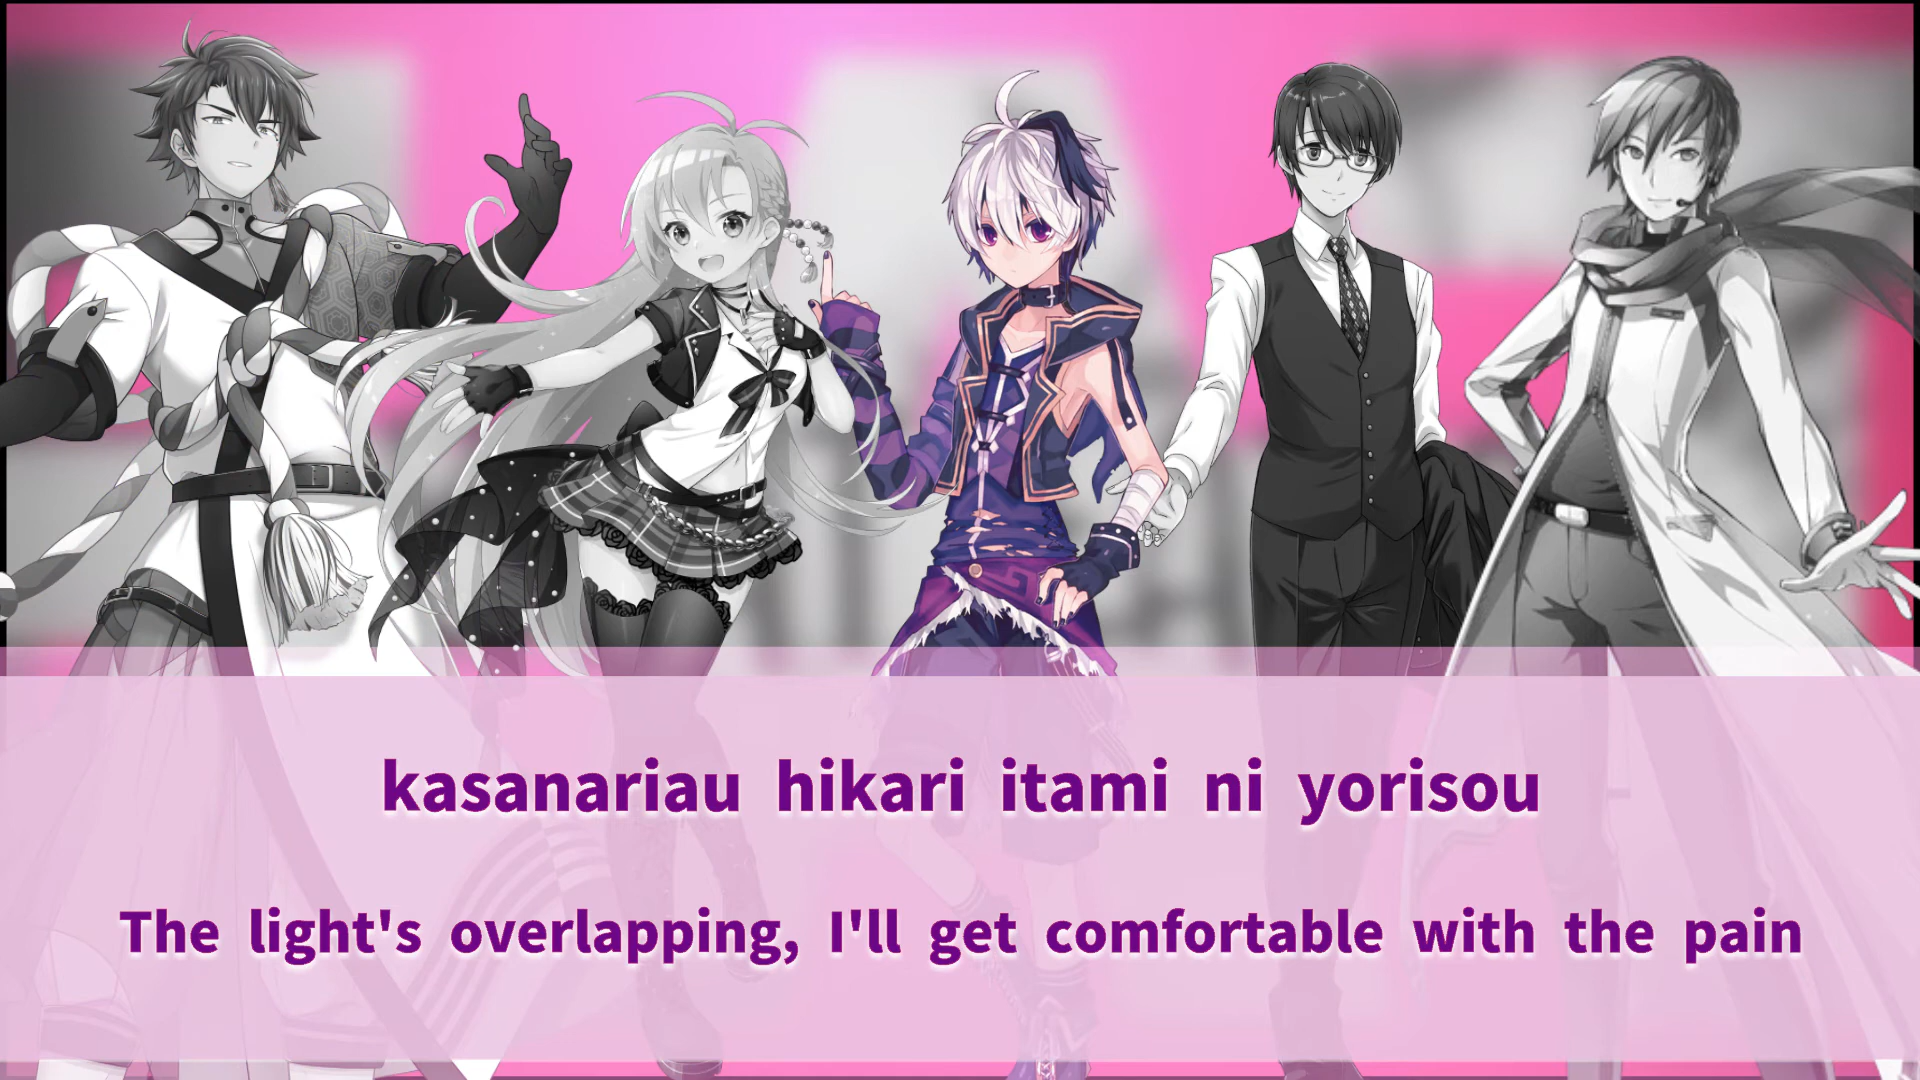 kasanariau hikari itami ni yorisou
The light's overlapping, I'll get comfortable with the pain